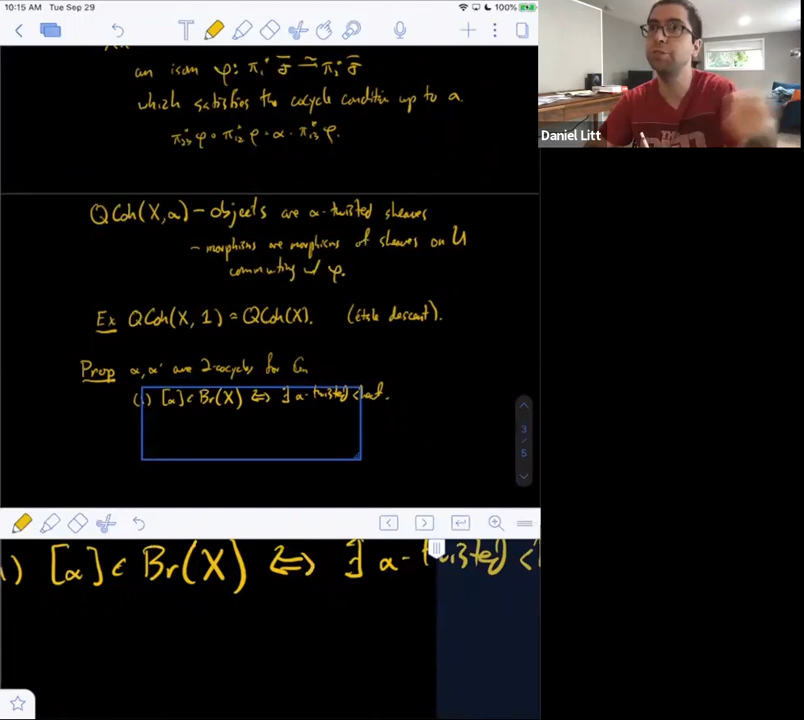 10:15 AM Tue Sep 29
100%
an isom φ: π₁* F ≅ π₂* F
which satisfies the cocycle condition up to α.
π₂₃*φ ∘ π₁₂*φ = α · π₁₃*φ.
Daniel Litt
QCoh(X,α) - objects are α-twisted sheaves
- morphisms are morphisms of sheaves on U
commuting w/ φ.
Ex QCoh(X, 1) = QCoh(X). (étale descent).
Prop α, α' are 2-cocycles for Gm
(1) [α] ∈ Br(X) ⇔ ∃ α-twisted
3
/
5
) [α] ∈ Br(X) ⇔ ∃ α-twisted